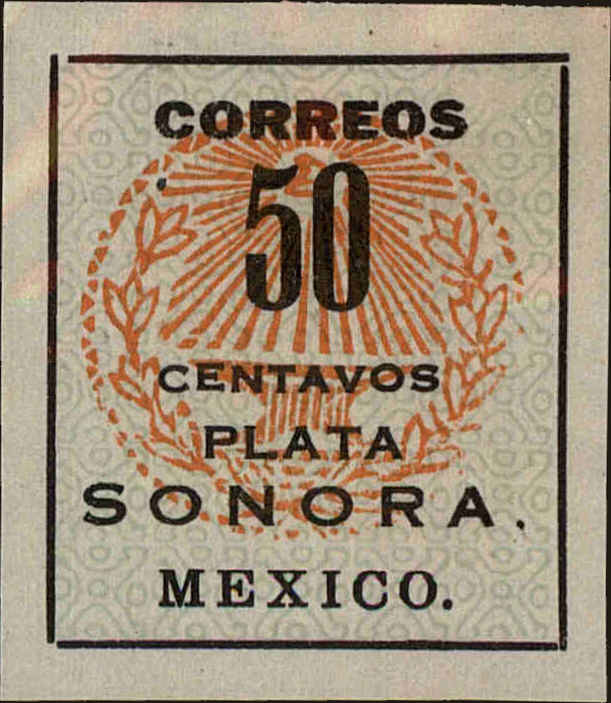 CORREOS
50
CENTAVOS
PLATA
SONORA.
MEXICO.